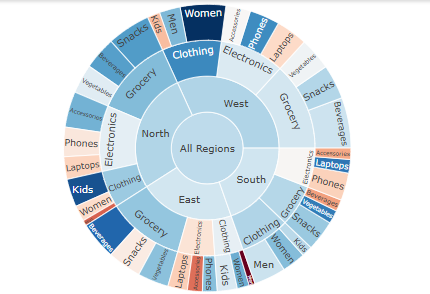 All Regions
West
South
East
North
Clothing
Electronics
Grocery
Electronics
Grocery
Clothing
Clothing
Electronics
Grocery
Clothing
Electronics
Grocery
Women
Accessories
Phones
Laptops
Vegetables
Snacks
Beverages
Accessories
Laptops
Phones
Beverages
Vegetables
Snacks
Kids
Women
Men
Women
Kids
Phones
Accessories
Laptops
Vegetables
Snacks
Beverages
Women
Kids
Laptops
Phones
Accessories
Vegetables
Beverages
Snacks
Kids
Men